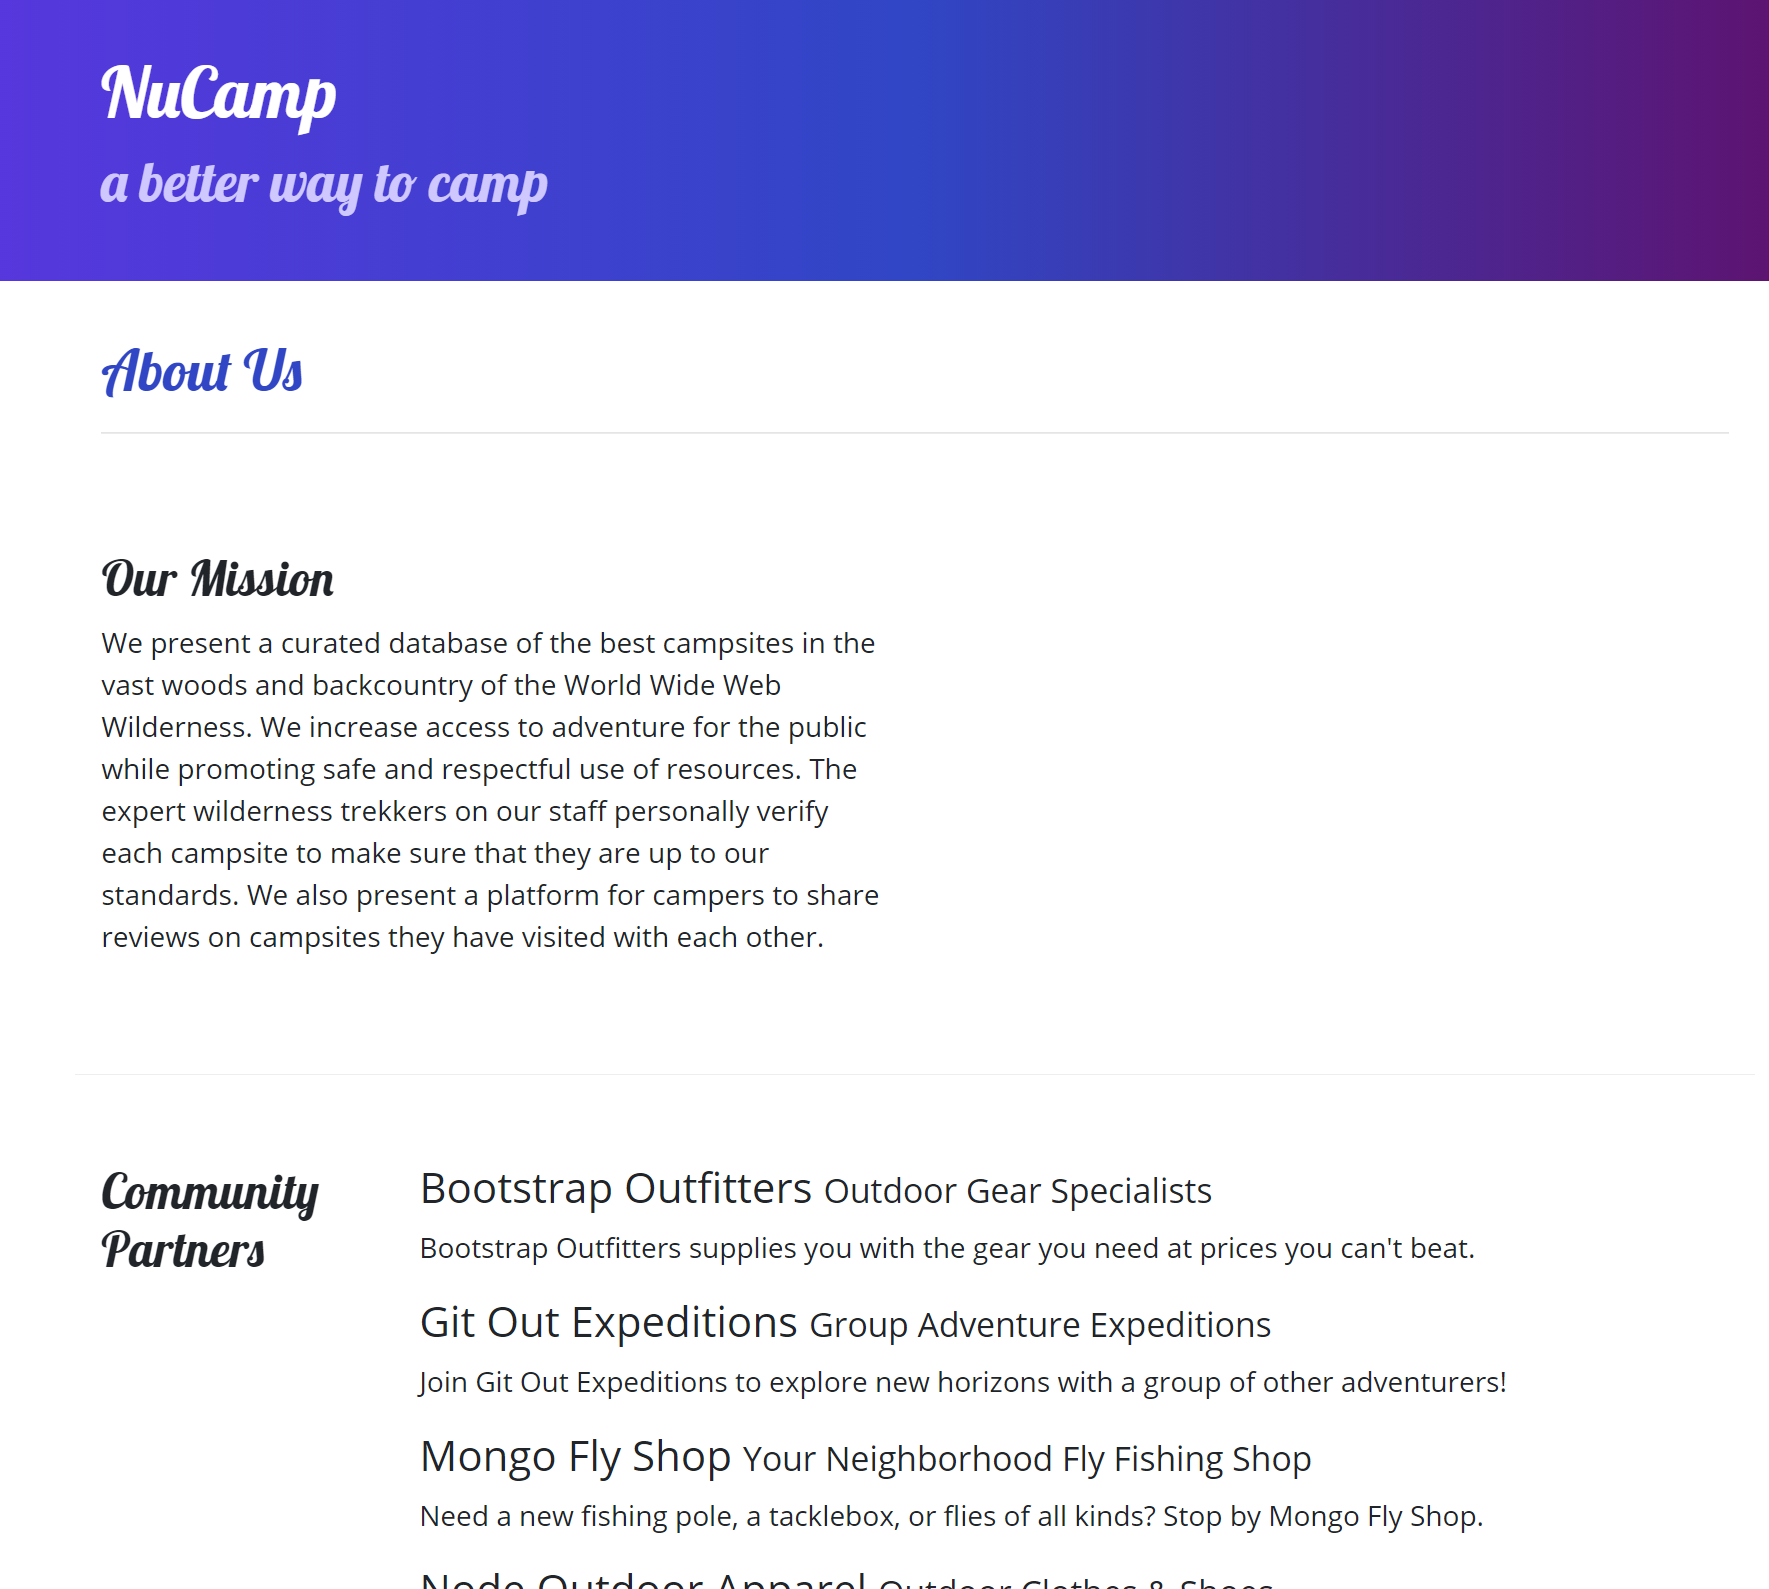 NuCamp
a better way to camp
About Us
Our Mission
We present a curated database of the best campsites in the
vast woods and backcountry of the World Wide Web
Wilderness. We increase access to adventure for the public
while promoting safe and respectful use of resources. The
expert wilderness trekkers on our staff personally verify
each campsite to make sure that they are up to our
standards. We also present a platform for campers to share
reviews on campsites they have visited with each other.
Community
Partners
Bootstrap Outfitters Outdoor Gear Specialists
Bootstrap Outfitters supplies you with the gear you need at prices you can't beat.
Git Out Expeditions Group Adventure Expeditions
Join Git Out Expeditions to explore new horizons with a group of other adventurers!
Mongo Fly Shop Your Neighborhood Fly Fishing Shop
Need a new fishing pole, a tacklebox, or flies of all kinds? Stop by Mongo Fly Shop.
Node Outdoor Apparel Outdoor Clothes & Shoes